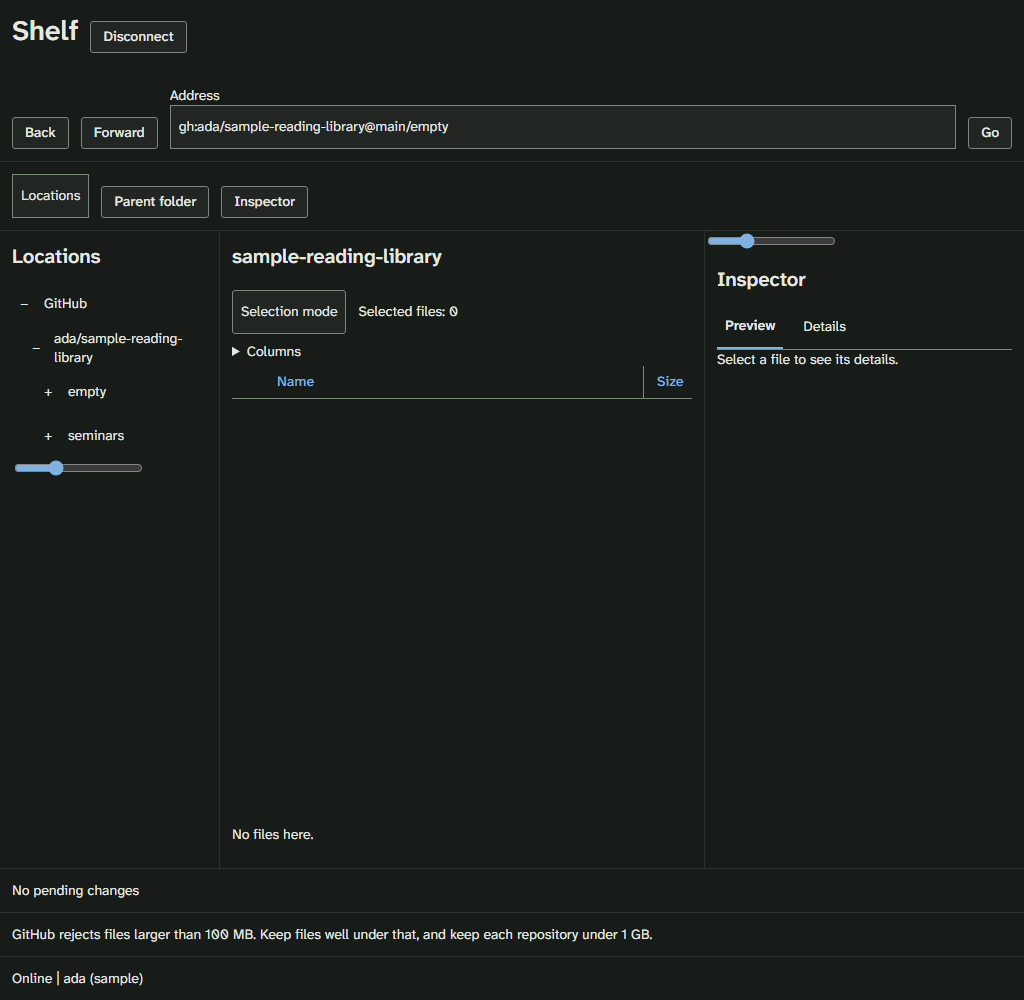 Shelf
Disconnect
Address
Back
Forward
gh:ada/sample-reading-library@main/empty
Go
Locations
Parent folder
Inspector
Locations
– GitHub
– ada/sample-reading-
library
+ empty
+ seminars
sample-reading-library
Selection mode
Selected files: 0
Columns
Name
Size
No files here.
Inspector
Preview
Details
Select a file to see its details.
No pending changes
GitHub rejects files larger than 100 MB. Keep files well under that, and keep each repository under 1 GB.
Online | ada (sample)